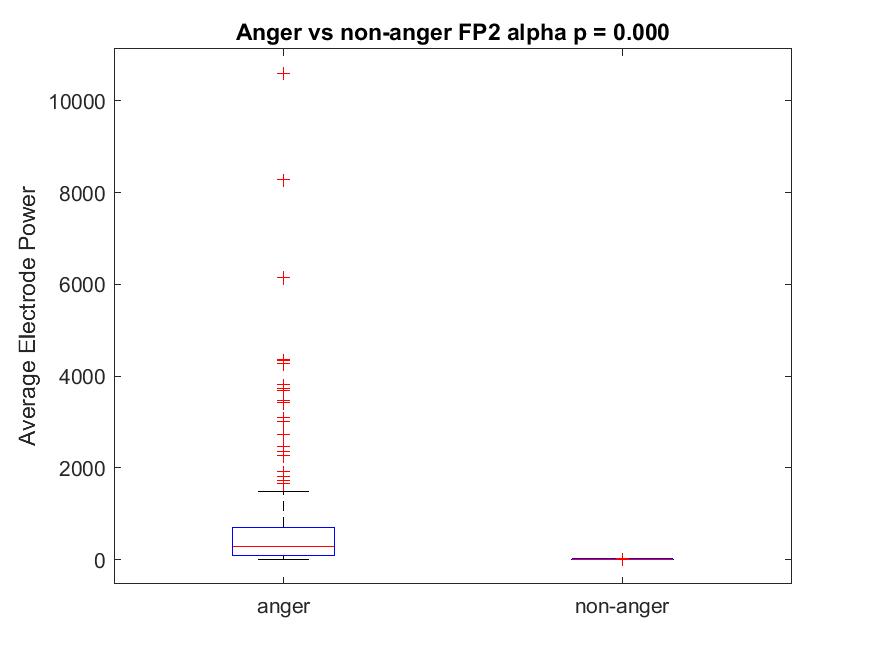 Anger vs non-anger FP2 alpha p = 0.000
Average Electrode Power
10000
8000
6000
4000
2000
0
anger non-anger